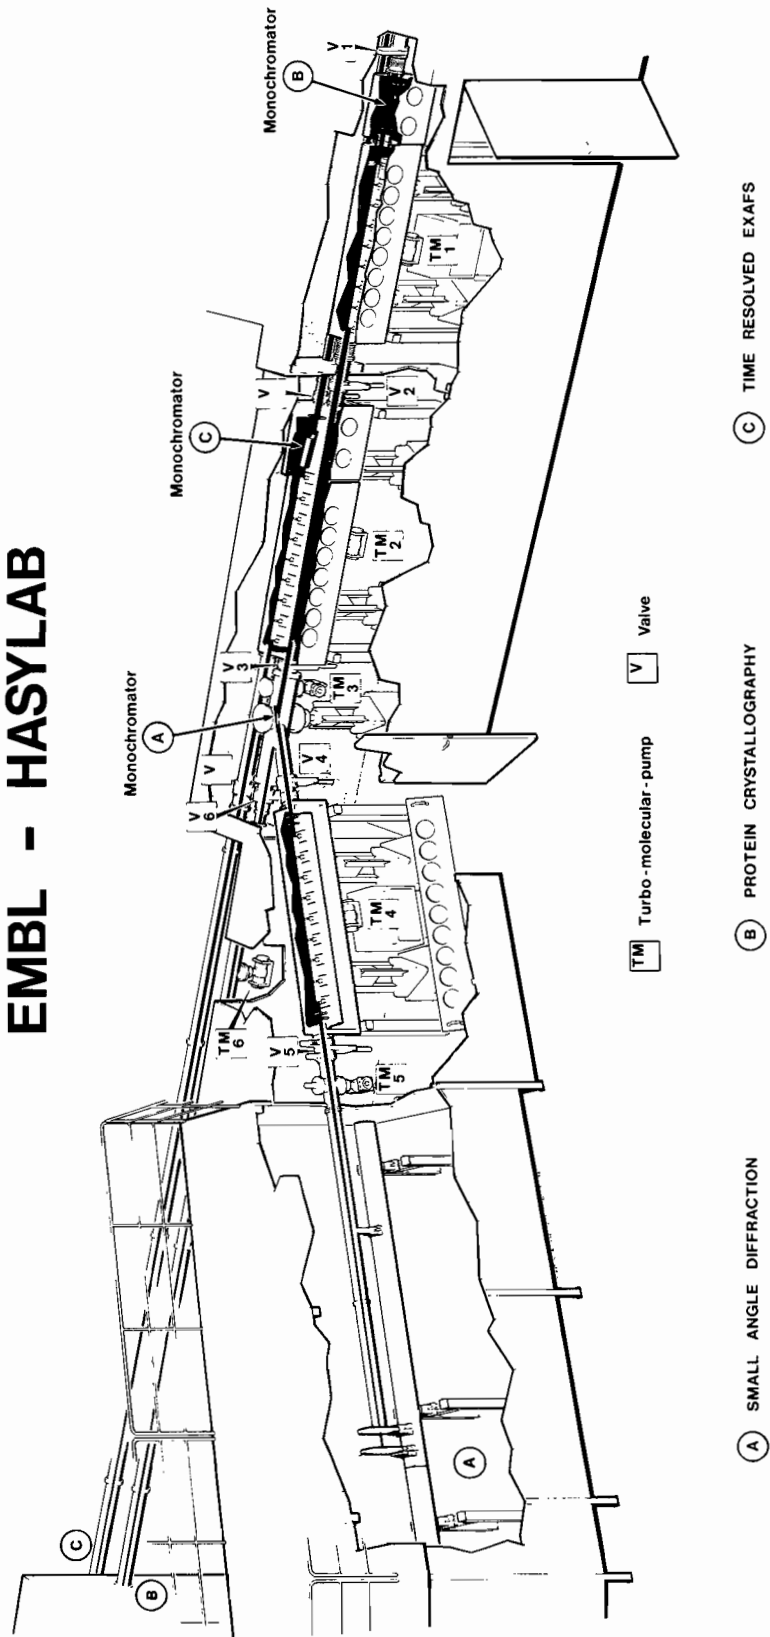 EMBL - HASYLAB
C
B
Monochromator
A
Monochromator
C
Monochromator
B
V
6
V
V
3
V
V
1
TM
6
V
5
V
4
V
2
TM
5
TM
4
TM
3
TM
2
TM
1
A
TM Turbo-molecular-pump
V Valve
A SMALL ANGLE DIFFRACTION
B PROTEIN CRYSTALLOGRAPHY
C TIME RESOLVED EXAFS